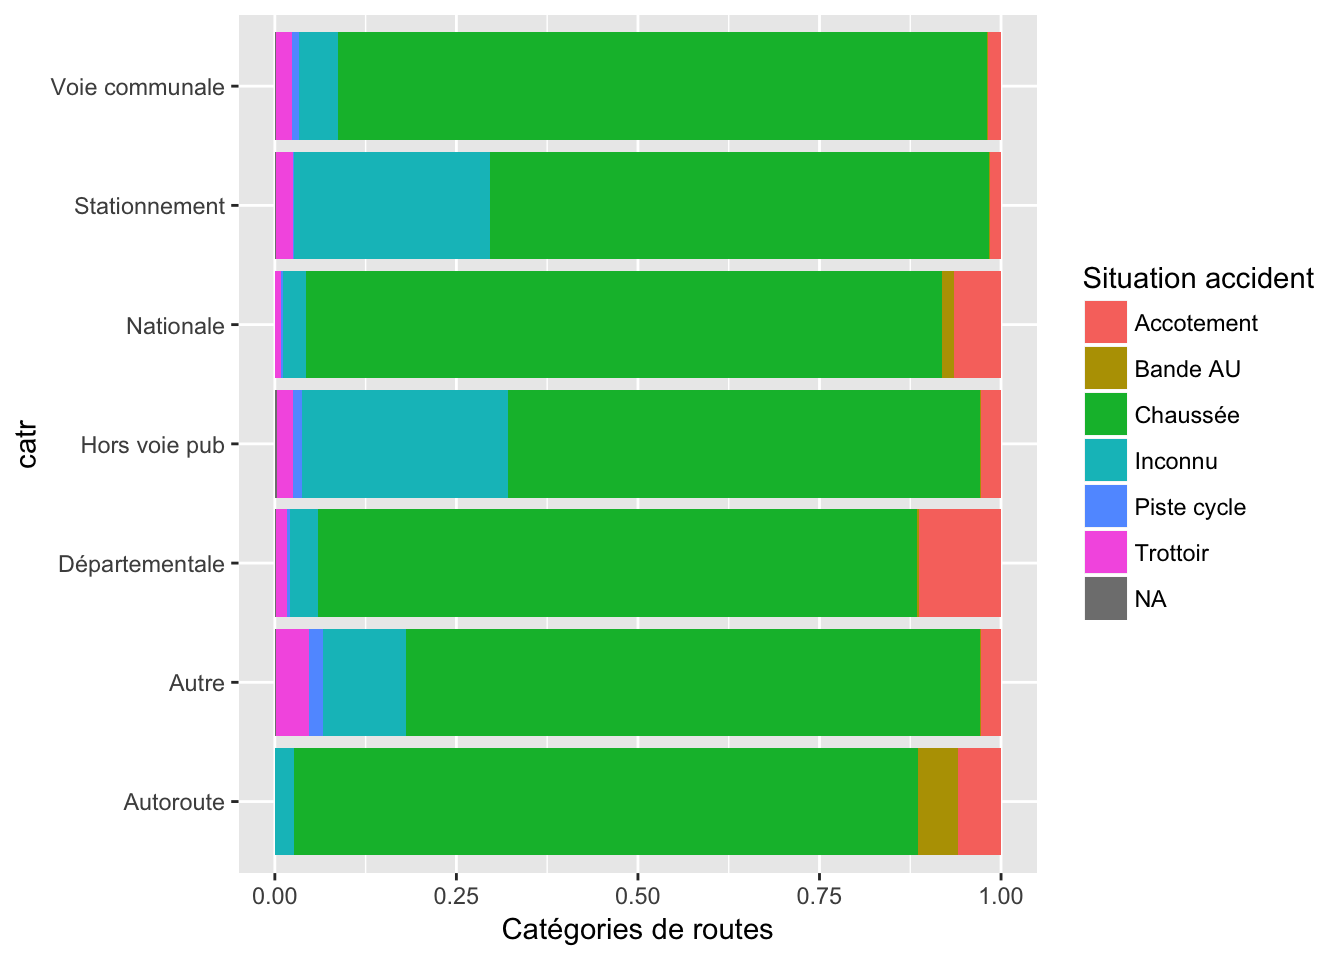 Voie communale
Stationnement
Nationale
Hors voie pub
Départementale
Autre
Autoroute
catr
0.00 0.25 0.50 0.75 1.00
Catégories de routes
Situation accident
Accotement
Bande AU
Chaussée
Inconnu
Piste cycle
Trottoir
NA